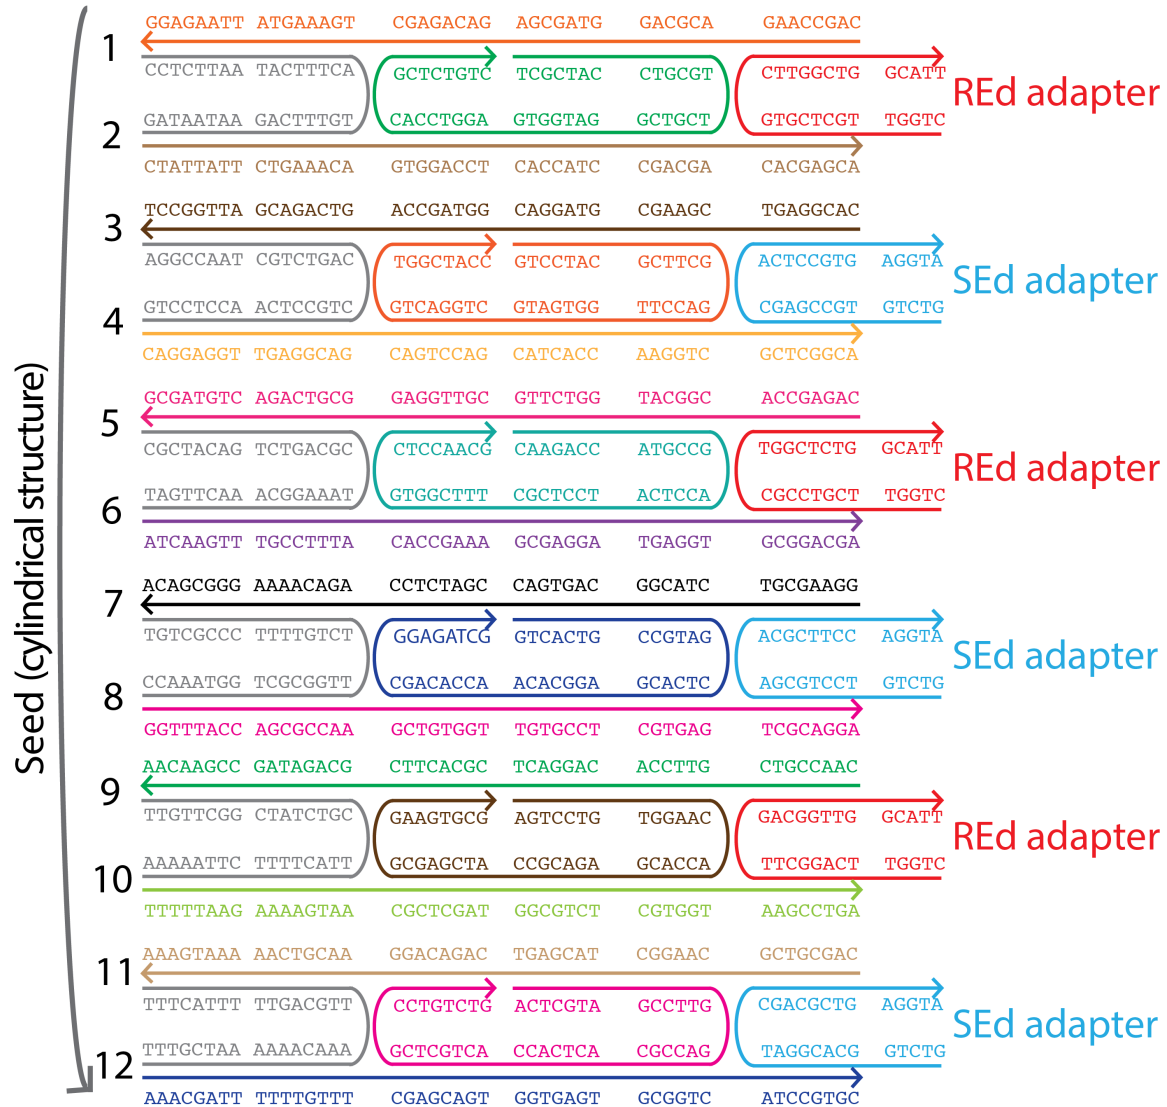 GGAGAATT ATGAAAGT CGAGACAG AGCGATG GACGCA GAACCGAC
1
CCTCTTAA TACTTTCA GCTCTGTC TCGCTAC CTGCGT CTTGGCTG GCATT
REd adapter
GATAATAA GACTTTGT CACCTGGA GTGGTAG GCTGCT GTGCTCGT TGGTC
2
CTATTATT CTGAAACA GTGGACCT CACCATC CGACGA CACGAGCA
TCCGGTTA GCAGACTG ACCGATGG CAGGATG CGAAGC TGAGGCAC
3
AGGCCAAT CGTCTGAC TGGCTACC GTCCTAC GCTTCG ACTCCGTG AGGTA
SEd adapter
GTCCTCCA ACTCCGTC GTCAGGTC GTAGTGG TTCCAG CGAGCCGT GTCTG
4
CAGGAGGT TGAGGCAG CAGTCCAG CATCACC AAGGTC GCTCGGCA
Seed (cylindrical structure)
GCGATGTC AGACTGCG GAGGTTGC GTTCTGG TACGGC ACCGAGAC
5
CGCTACAG TCTGACGC CTCCAACG CAAGACC ATGCCG TGGCTCTG GCATT
REd adapter
TAGTTCAA ACGGAAAT GTGGCTTT CGCTCCT ACTCCA CGCCTGCT TGGTC
6
ATCAAGTT TGCCTTTA CACCGAAA GCGAGGA TGAGGT GCGGACGA
ACAGCGGG AAAACAGA CCTCTAGC CAGTGAC GGCATC TGCGAAGG
7
TGTCGCCC TTTTGTCT GGAGATCG GTCACTG CCGTAG ACGCTTCC AGGTA
SEd adapter
CCAAATGG TCGCGGTT CGACACCA ACACGGA GCACTC AGCGTCCT GTCTG
8
GGTTTACC AGCGCCAA GCTGTGGT TGTGCCT CGTGAG TCGCAGGA
AACAAGCC GATAGACG CTTCACGC TCAGGAC ACCTTG CTGCCAAC
9
TTGTTCGG CTATCTGC GAAGTGCG AGTCCTG TGGAAC GACGGTTG GCATT
REd adapter
AAAAATTC TTTTCATT GCGAGCTA CCGCAGA GCACCA TTCGGACT TGGTC
10
TTTTTAAG AAAAGTAA CGCTCGAT GGCGTCT CGTGGT AAGCCTGA
AAAGTAAA AACTGCAA GGACAGAC TGAGCAT CGGAAC GCTGCGAC
11
TTTCATTT TTGACGTT CCTGTCTG ACTCGTA GCCTTG CGACGCTG AGGTA
SEd adapter
TTTGCTAA AAAACAAA GCTCGTCA CCACTCA CGCCAG TAGGCACG GTCTG
12
AAACGATT TTTTGTTT CGAGCAGT GGTGAGT GCGGTC ATCCGTGC